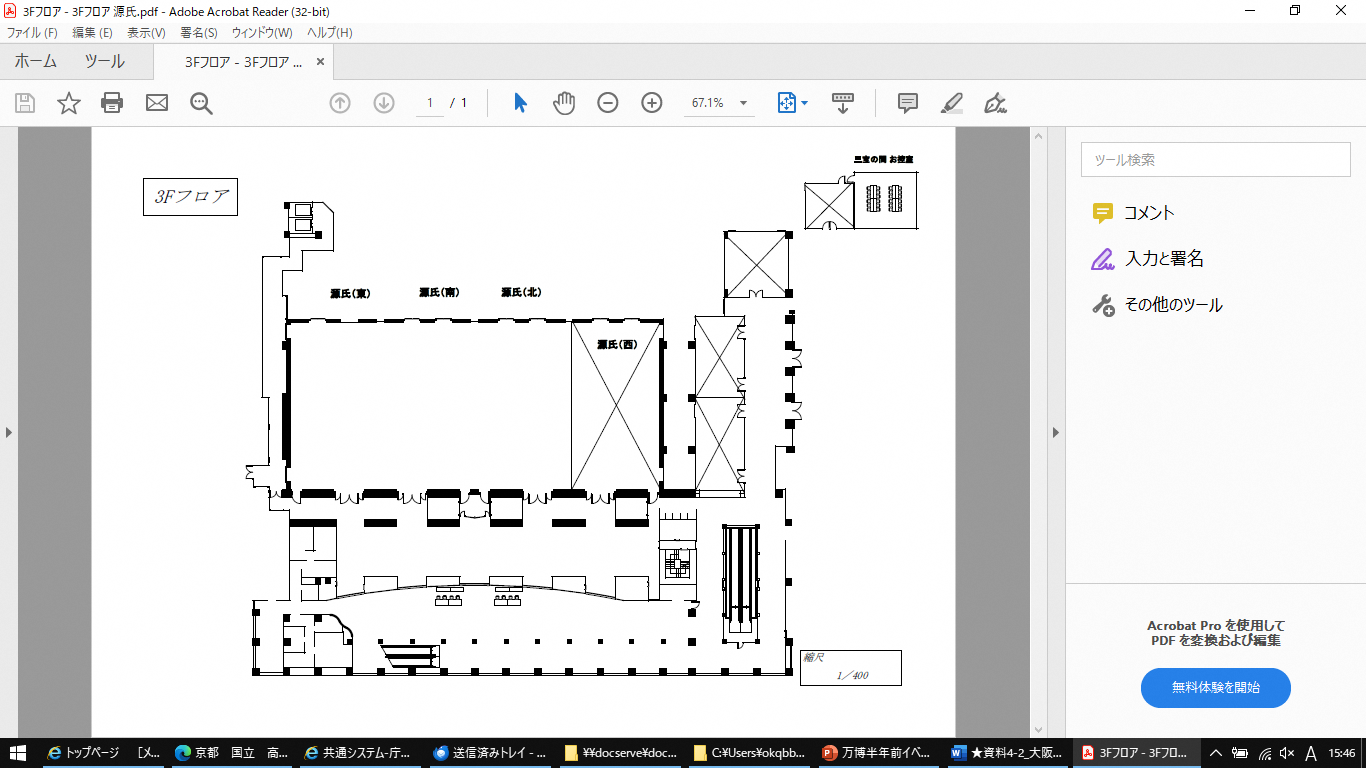 3Fフロア - 3Fフロア 源氏.pdf - Adobe Acrobat Reader (32-bit)
ファイル (F) 編集 (E) 表示(V) 署名(S) ウィンドウ(W) ヘルプ(H)
ホーム ツール 3Fフロア - 3Fフロア ... ×
1 / 1 67.1%
3Fフロア
源氏(東) 源氏(南) 源氏(北)
源氏(西)
縮尺
1／400
ツール検索
コメント
入力と署名
その他のツール
Acrobat Pro を使用して
PDF を変換および編集
無料体験を開始
トップページ [メ...
京都 国立 高...
共通システム-庁...
送信済みトレイ - ...
¥¥docserve¥doc...
C:¥Users¥okqbb...
万博半年前イベ...
★資料4-2_大阪...
3Fフロア - 3Fフロ...
A 15:46